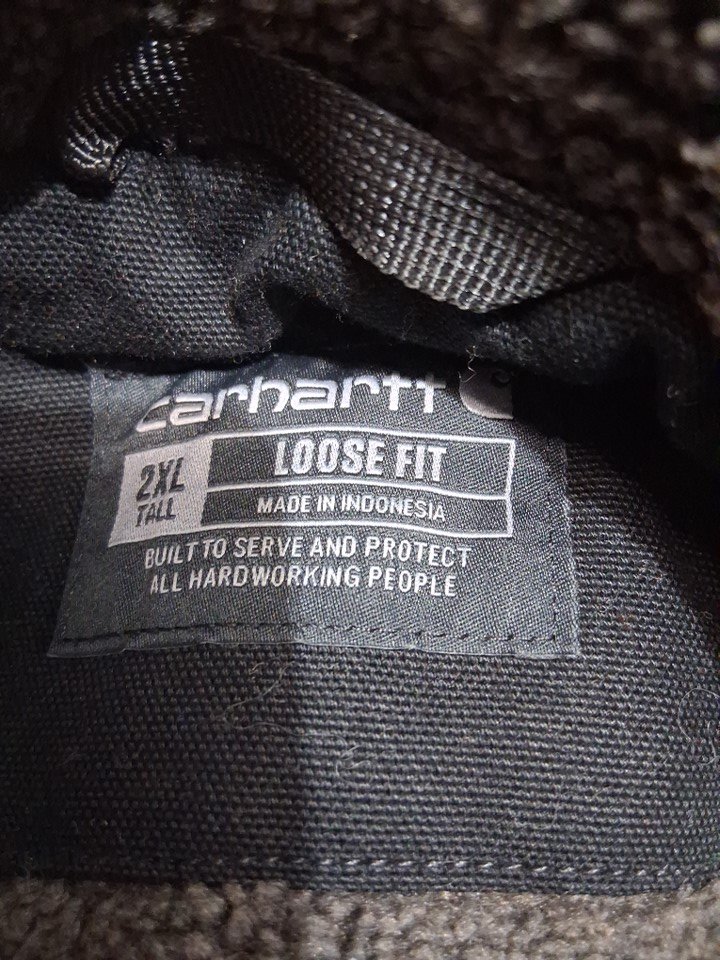 carhartt
LOOSE FIT
2XL
TALL
MADE IN INDONESIA
BUILT TO SERVE AND PROTECT
ALL HARDWORKING PEOPLE